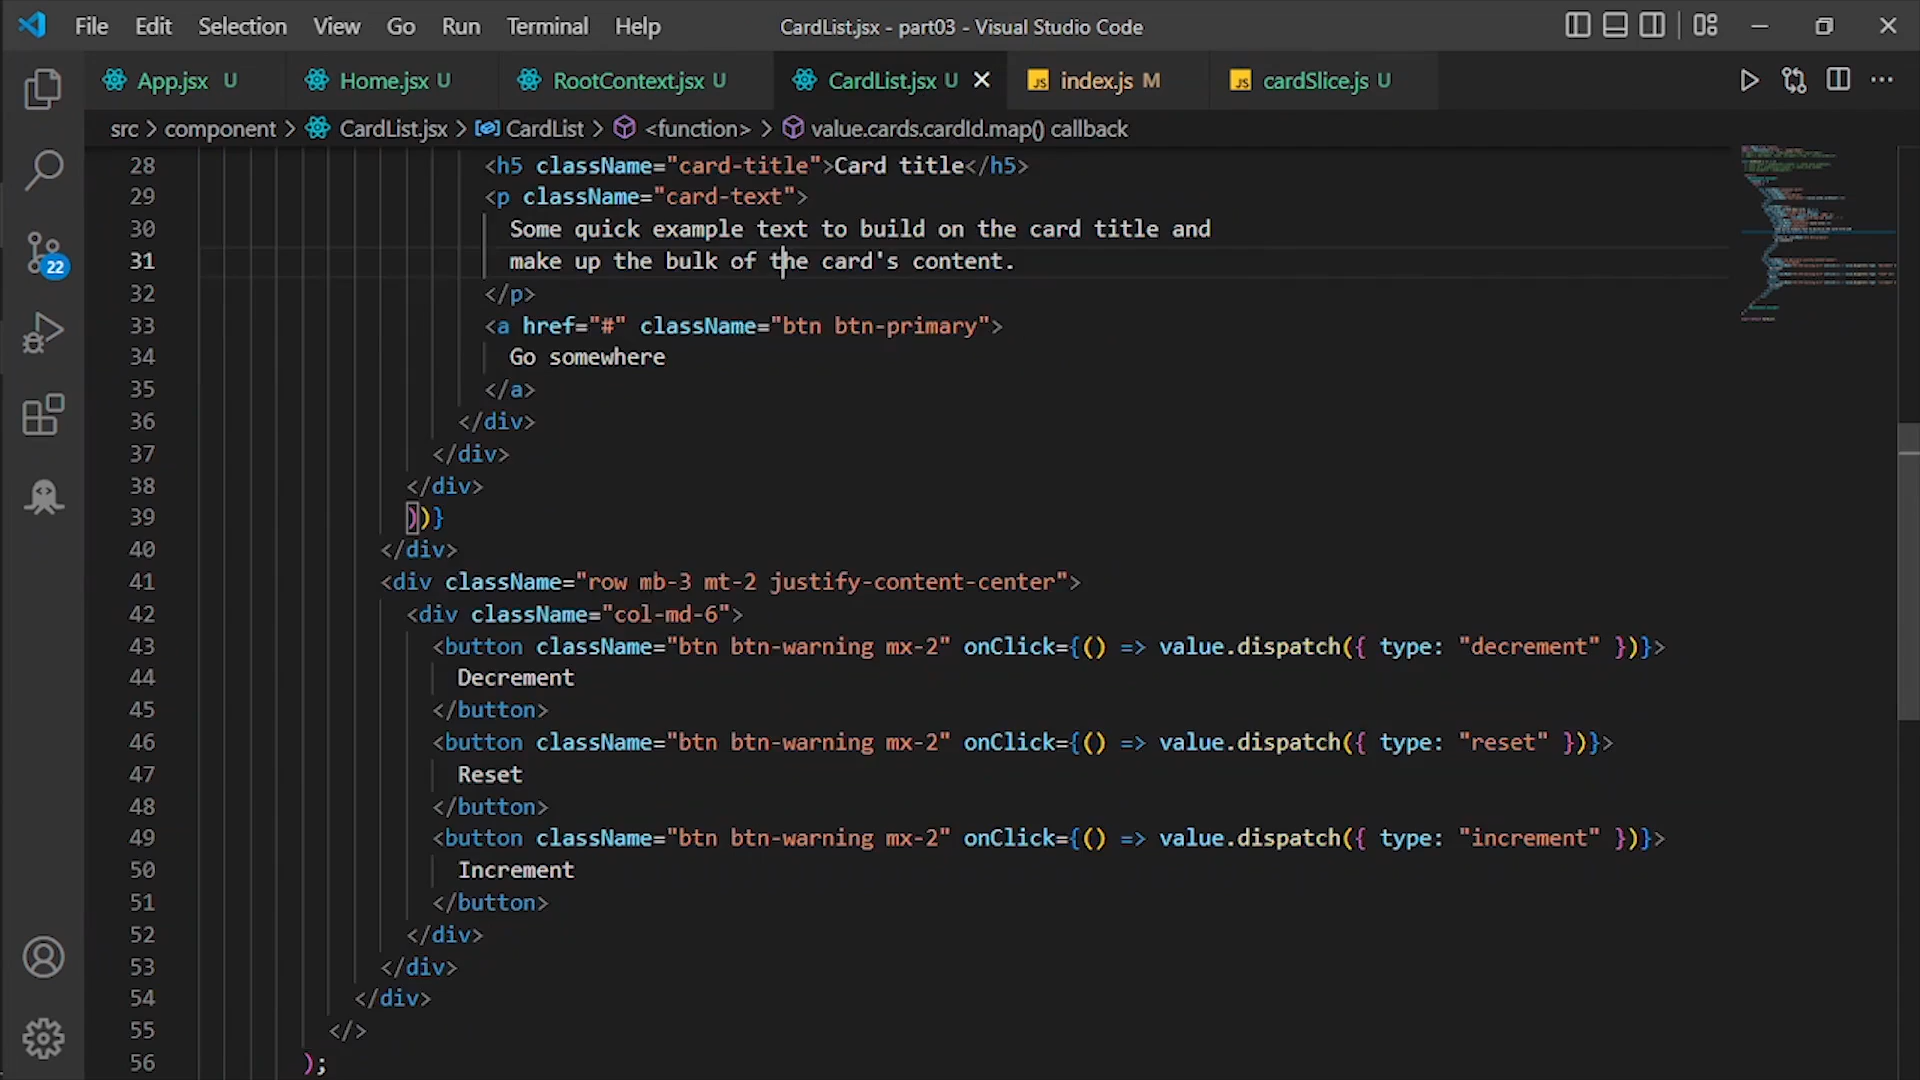 File Edit Selection View Go Run Terminal Help CardList.jsx - part03 - Visual Studio Code
App.jsx U Home.jsx U RootContext.jsx U CardList.jsx U JS index.js M JS cardSlice.js U
src > component > CardList.jsx > CardList > <function> > value.cards.cardId.map() callback
28 <h5 className="card-title">Card title</h5>
29 <p className="card-text">
30 Some quick example text to build on the card title and
31 make up the bulk of the card's content.
32 </p>
33 <a href="#" className="btn btn-primary">
34 Go somewhere
35 </a>
36 </div>
37 </div>
38 </div>
39 ))}
40 </div>
41 <div className="row mb-3 mt-2 justify-content-center">
42 <div className="col-md-6">
43 <button className="btn btn-warning mx-2" onClick={() => value.dispatch({ type: "decrement" })}>
44 Decrement
45 </button>
46 <button className="btn btn-warning mx-2" onClick={() => value.dispatch({ type: "reset" })}>
47 Reset
48 </button>
49 <button className="btn btn-warning mx-2" onClick={() => value.dispatch({ type: "increment" })}>
50 Increment
51 </button>
52 </div>
53 </div>
54 </div>
55 </>
56 );
22